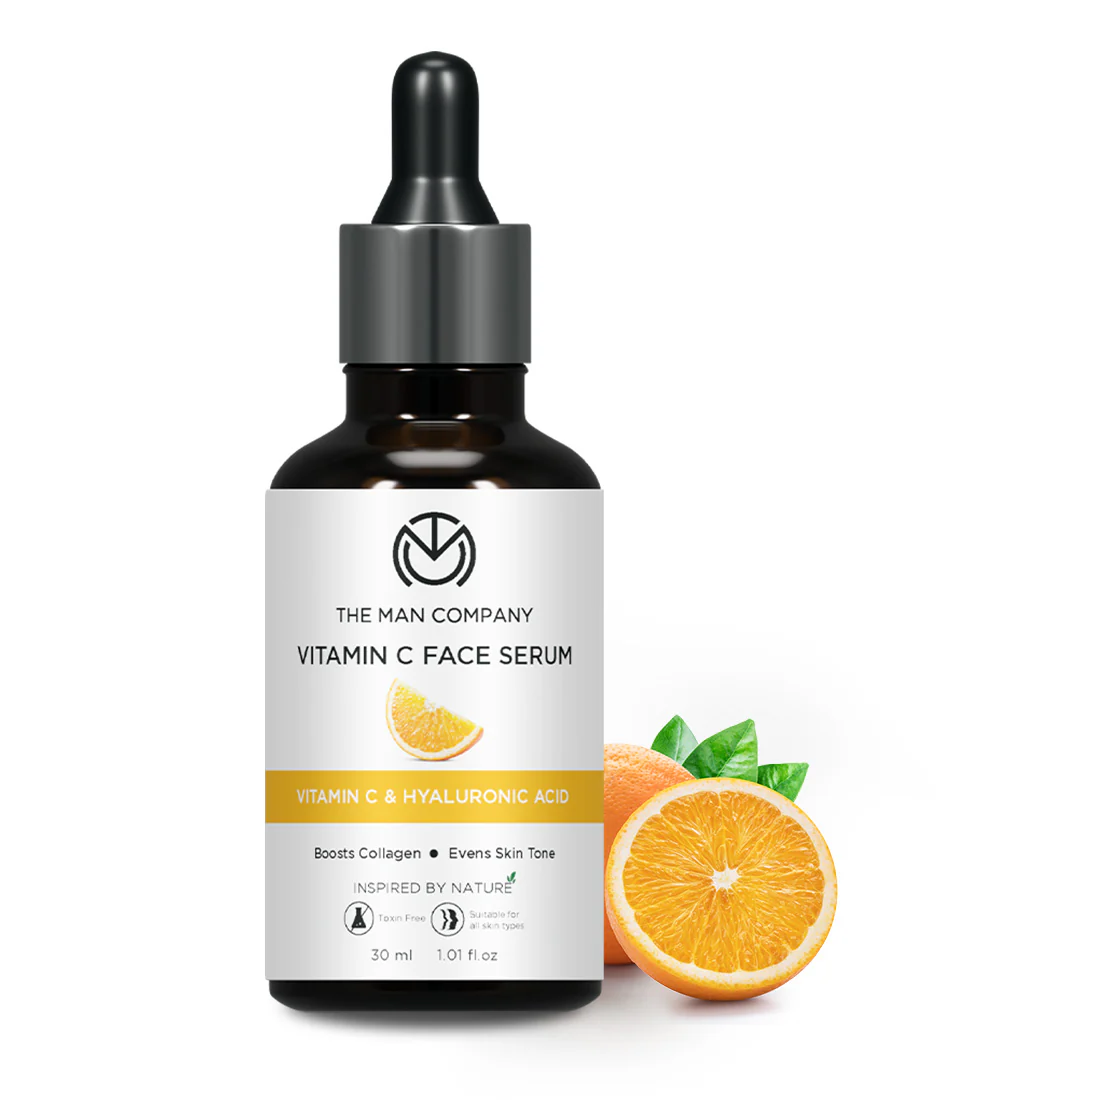 THE MAN COMPANY
VITAMIN C FACE SERUM
VITAMIN C & HYALURONIC ACID
Boosts Collagen ● Evens Skin Tone
INSPIRED BY NATURE
Toxin Free
Suitable for
all skin types
30 ml 1.01 fl.oz